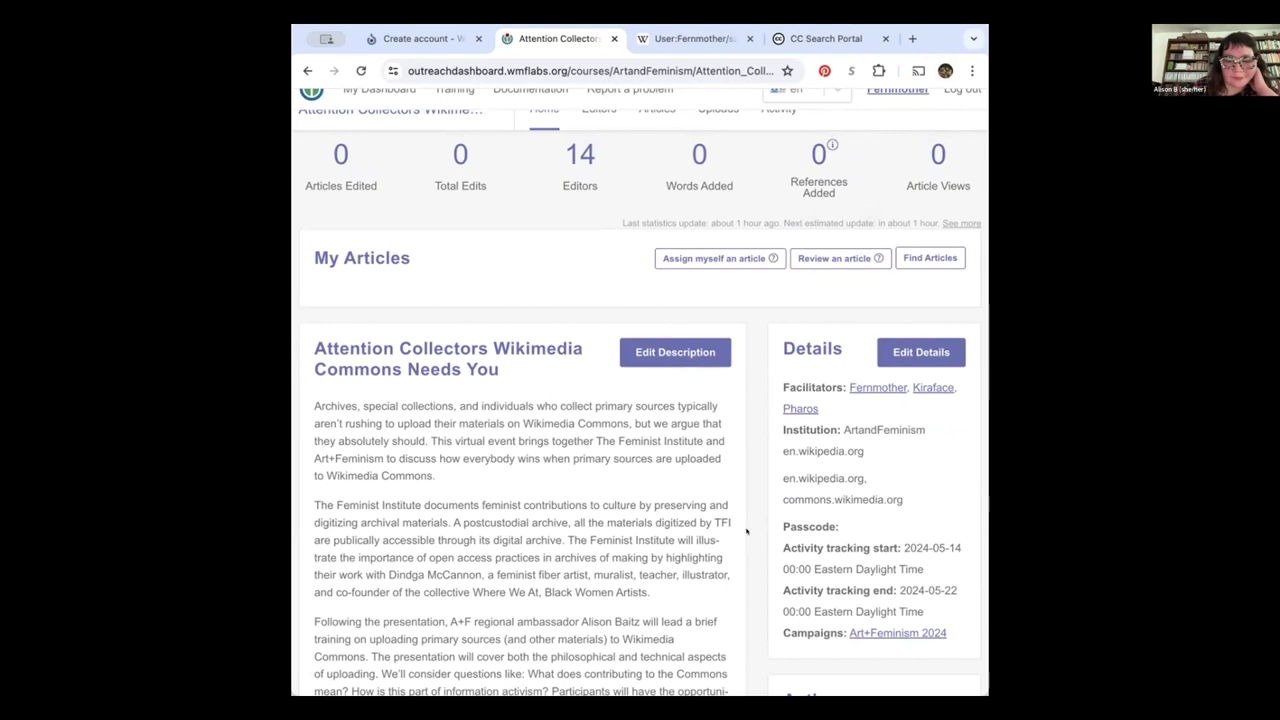 Create account - W
Attention Collectors
User:Fernmother/sa
CC Search Portal
outreachdashboard.wmflabs.org/courses/ArtandFeminism/Attention_Coll...
My Dashboard Training Documentation Report a problem en Fernmother Log out
Attention Collectors Wikime... Home Editors Articles Uploads Activity
0 0 14 0 0 0
Articles Edited Total Edits Editors Words Added References Added Article Views
Last statistics update: about 1 hour ago. Next estimated update: in about 1 hour. See more
My Articles
Assign myself an article
Review an article
Find Articles
Attention Collectors Wikimedia
Commons Needs You
Edit Description
Archives, special collections, and individuals who collect primary sources typically
aren't rushing to upload their materials on Wikimedia Commons, but we argue that
they absolutely should. This virtual event brings together The Feminist Institute and
Art+Feminism to discuss how everybody wins when primary sources are uploaded
to Wikimedia Commons.
The Feminist Institute documents feminist contributions to culture by preserving and
digitizing archival materials. A postcustodial archive, all the materials digitized by TFI
are publically accessible through its digital archive. The Feminist Institute will illus-
trate the importance of open access practices in archives of making by highlighting
their work with Dindga McCannon, a feminist fiber artist, muralist, teacher, illustrator,
and co-founder of the collective Where We At, Black Women Artists.
Following the presentation, A+F regional ambassador Alison Baitz will lead a brief
training on uploading primary sources (and other materials) to Wikimedia
Commons. The presentation will cover both the philosophical and technical aspects
of uploading. We'll consider questions like: What does contributing to the Commons
mean? How is this part of information activism? Participants will have the opportuni-
Details
Edit Details
Facilitators: Fernmother, Kiraface,
Pharos
Institution: ArtandFeminism
en.wikipedia.org
en.wikipedia.org,
commons.wikimedia.org
Passcode:
Activity tracking start: 2024-05-14
00:00 Eastern Daylight Time
Activity tracking end: 2024-05-22
00:00 Eastern Daylight Time
Campaigns: Art+Feminism 2024
Alison B (she/her)